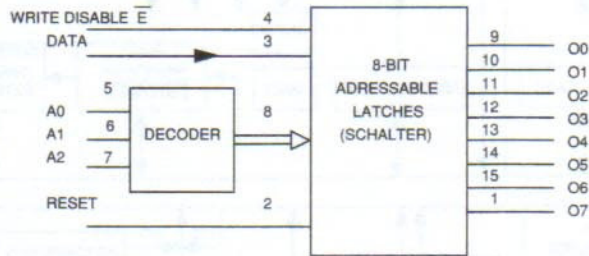 WRITE DISABLE E 4
DATA 3
5
A0
A1 6
A2 7
DECODER
8
RESET 2
8-BIT
ADRESSABLE
LATCHES
(SCHALTER)
9 O0
10 O1
11 O2
12 O3
13 O4
14 O5
15 O6
1 O7